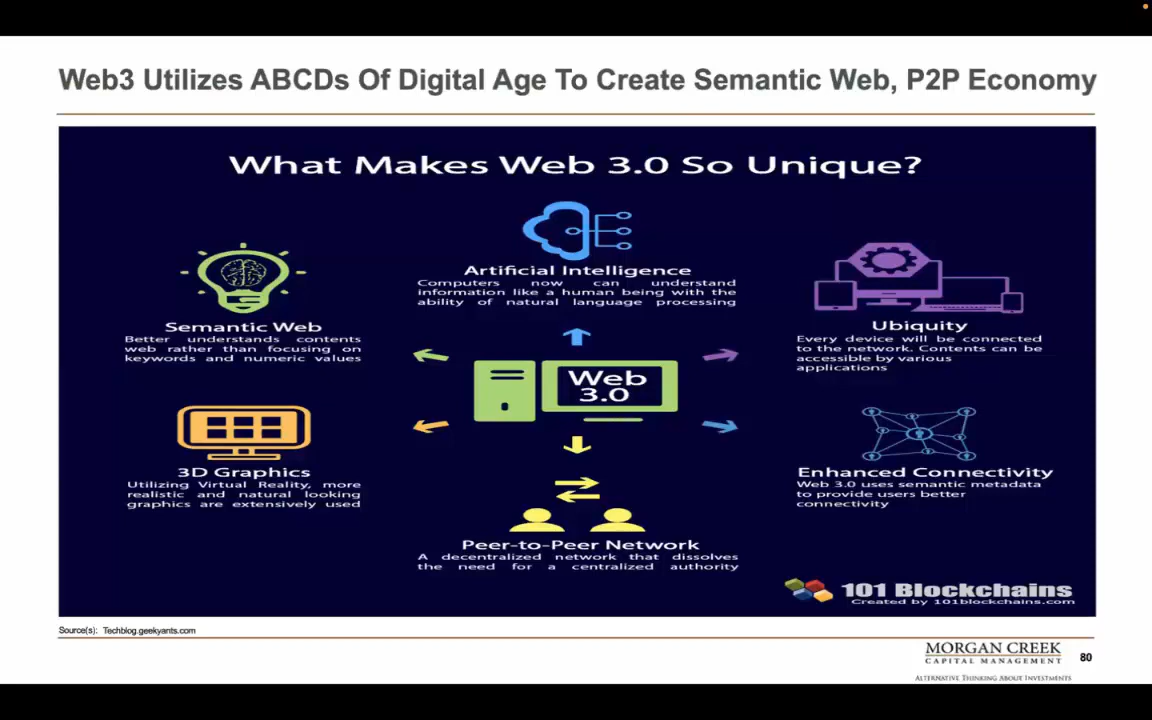 Web3 Utilizes ABCDs Of Digital Age To Create Semantic Web, P2P Economy
What Makes Web 3.0 So Unique?
Artificial Intelligence
Computers now can understand
information like a human being with the
ability of natural language processing
Semantic Web
Better understands contents
web rather than focusing on
keywords and numeric values
Ubiquity
Every device will be connected
to the network. Contents can be
accessible by various
applications
Web
3.0
3D Graphics
Utilizing Virtual Reality, more
realistic and natural looking
graphics are extensively used
Enhanced Connectivity
Web 3.0 uses semantic metadata
to provide users better
connectivity
Peer-to-Peer Network
A decentralized network that dissolves
the need for a centralized authority
101 Blockchains
Created by 101blockchains.com
Source(s): Techblog.geekyants.com
MORGAN CREEK
CAPITAL MANAGEMENT
ALTERNATIVE THINKING ABOUT INVESTMENTS
80